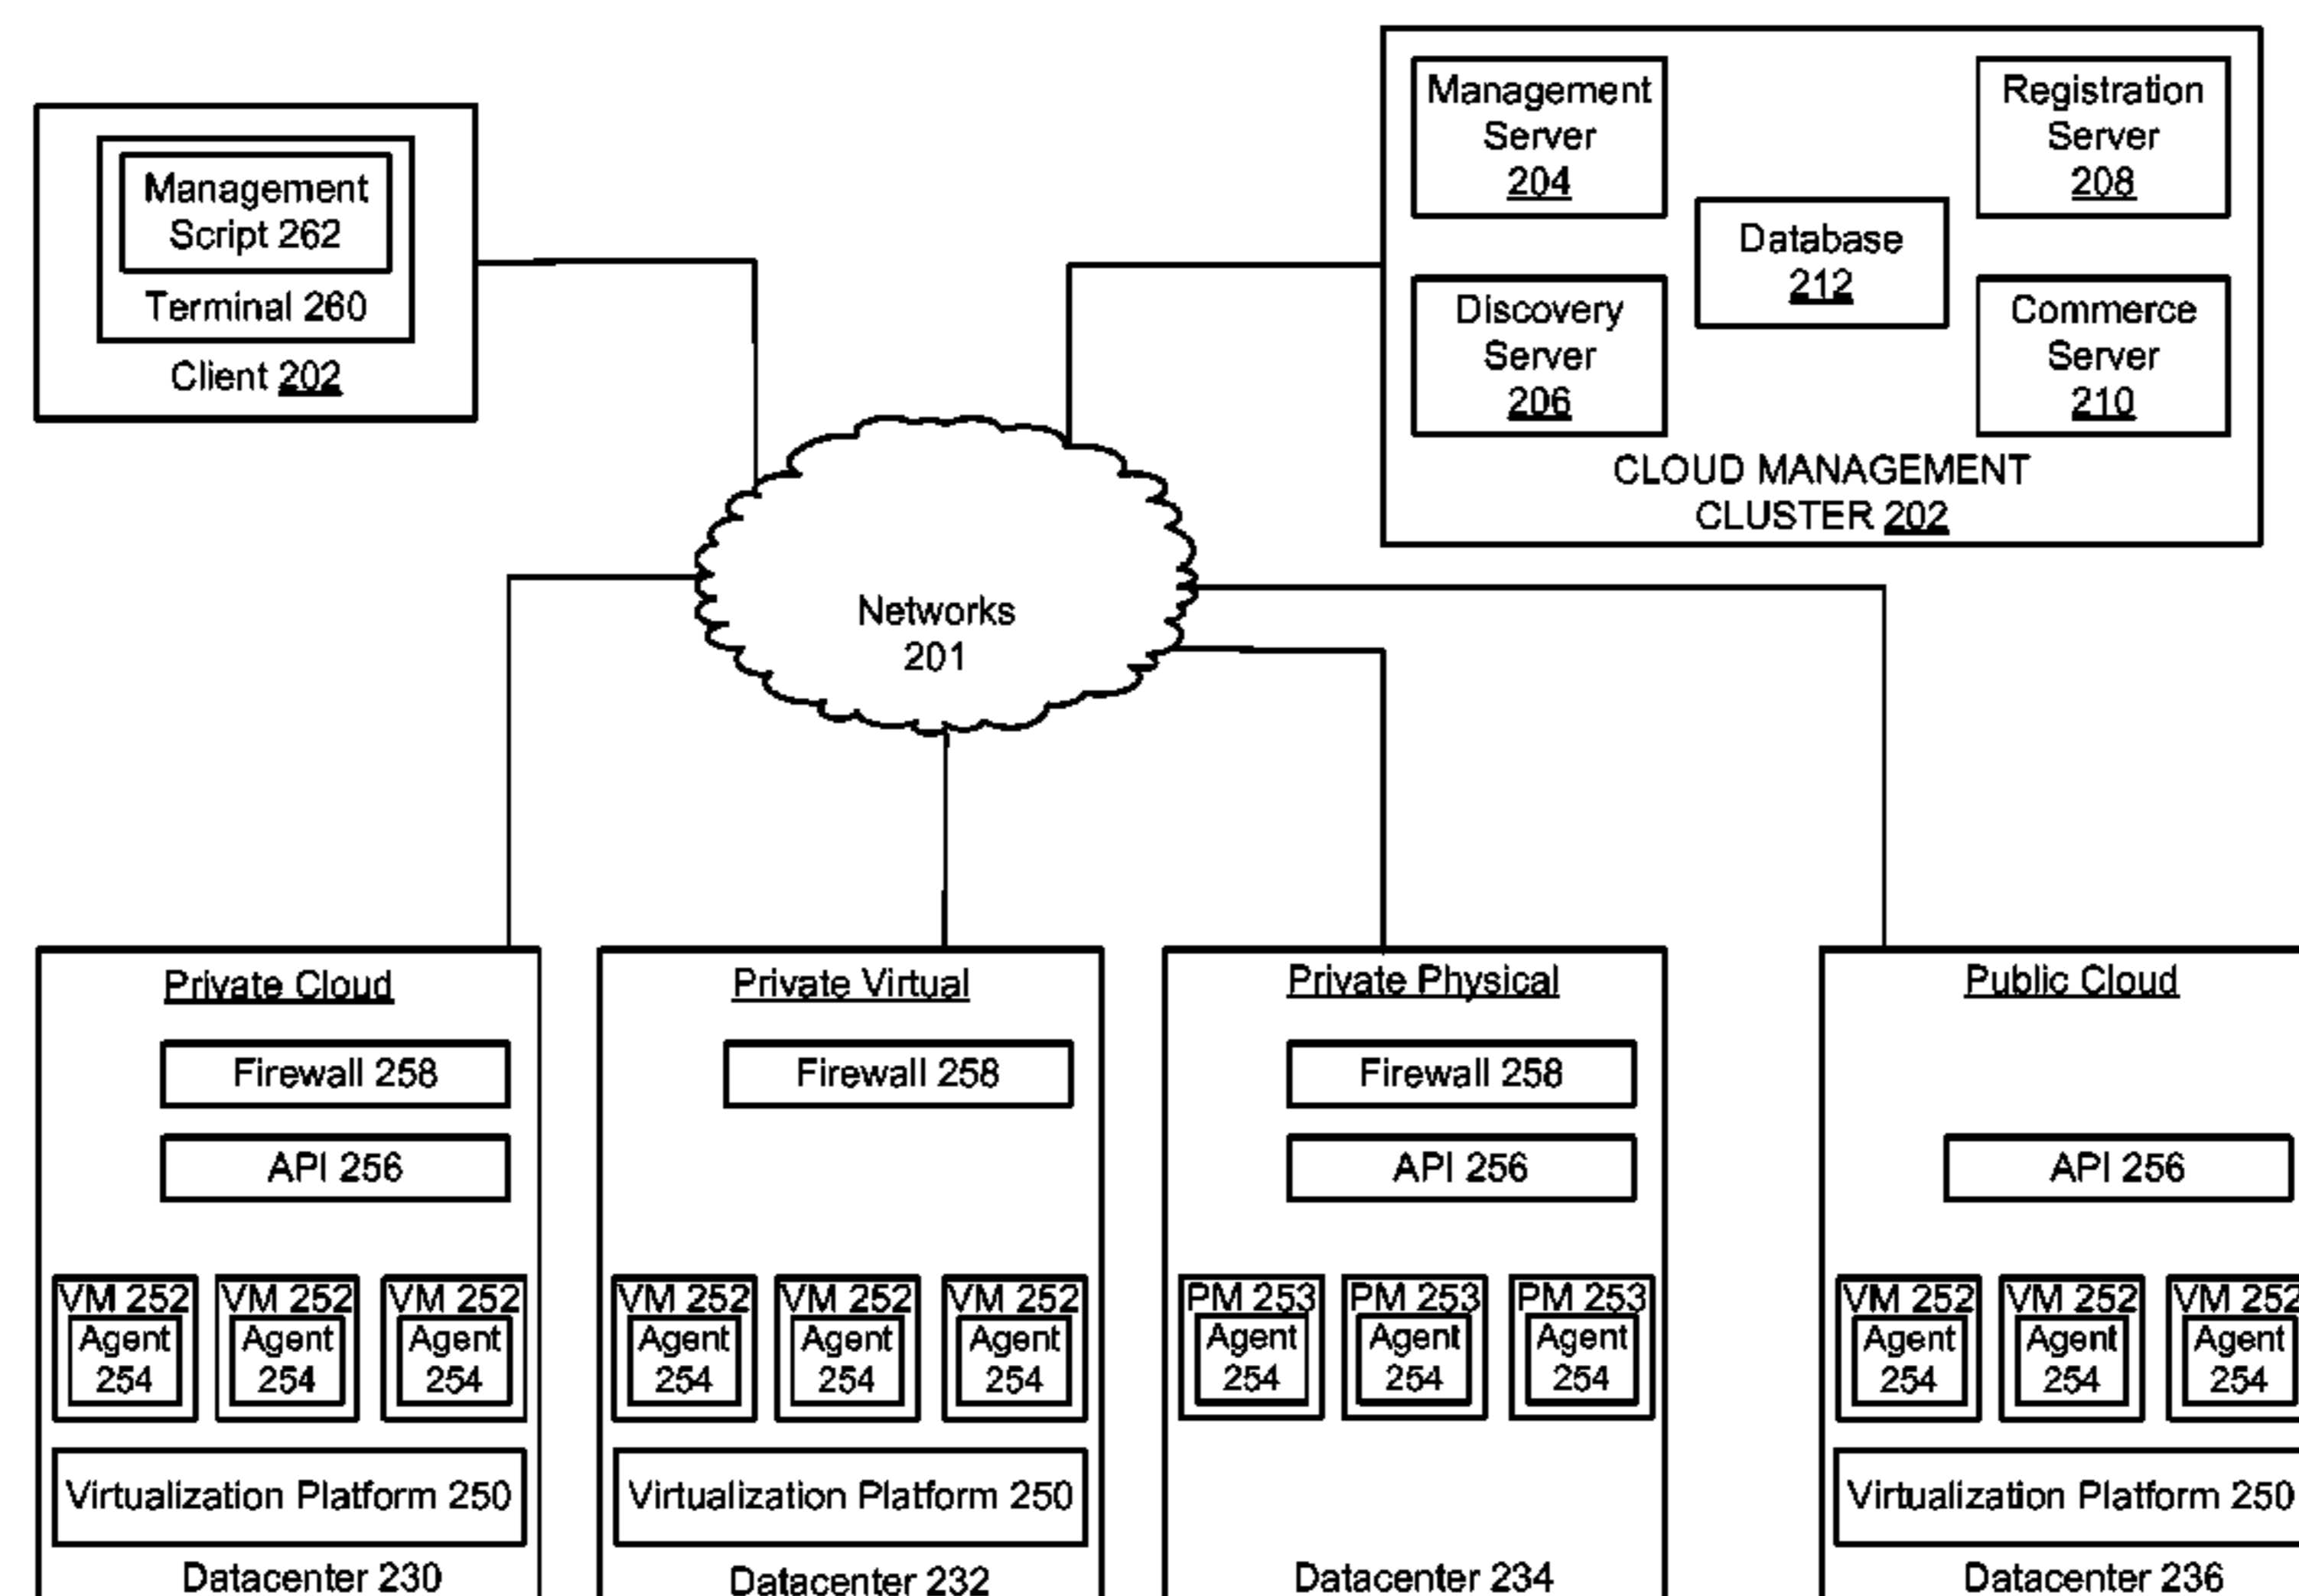 Management
Script 262
Terminal 260
Client 202
Management
Server
204
Registration
Server
208
Database
212
Discovery
Server
206
Commerce
Server
210
CLOUD MANAGEMENT
CLUSTER 202
Networks
201
Private Cloud
Firewall 258
API 256
VM 252
Agent
254
VM 252
Agent
254
VM 252
Agent
254
Virtualization Platform 250
Datacenter 230
Private Virtual
Firewall 258
VM 252
Agent
254
VM 252
Agent
254
VM 252
Agent
254
Virtualization Platform 250
Datacenter 232
Private Physical
Firewall 258
API 256
PM 253
Agent
254
PM 253
Agent
254
PM 253
Agent
254
Datacenter 234
Public Cloud
API 256
VM 252
Agent
254
VM 252
Agent
254
VM 252
Agent
254
Virtualization Platform 250
Datacenter 236